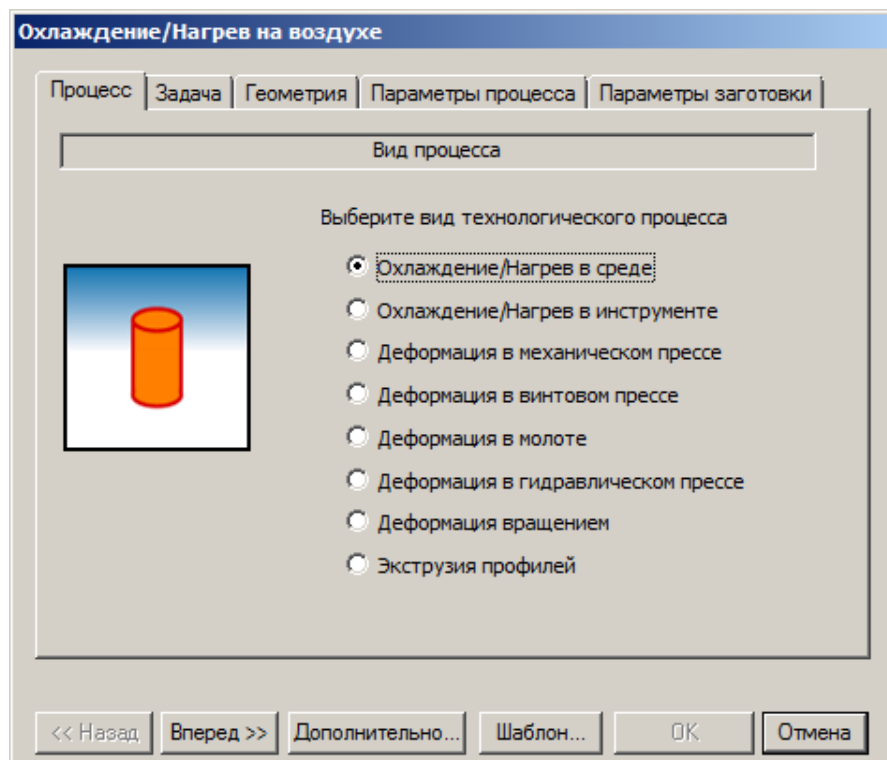 Охлаждение/Нагрев на воздухе
Процесс Задача Геометрия Параметры процесса Параметры заготовки
Вид процесса
Выберите вид технологического процесса
Охлаждение/Нагрев в среде
Охлаждение/Нагрев в инструменте
Деформация в механическом прессе
Деформация в винтовом прессе
Деформация в молоте
Деформация в гидравлическом прессе
Деформация вращением
Экструзия профилей
<< Назад Вперед >> Дополнительно... Шаблон... OK Отмена